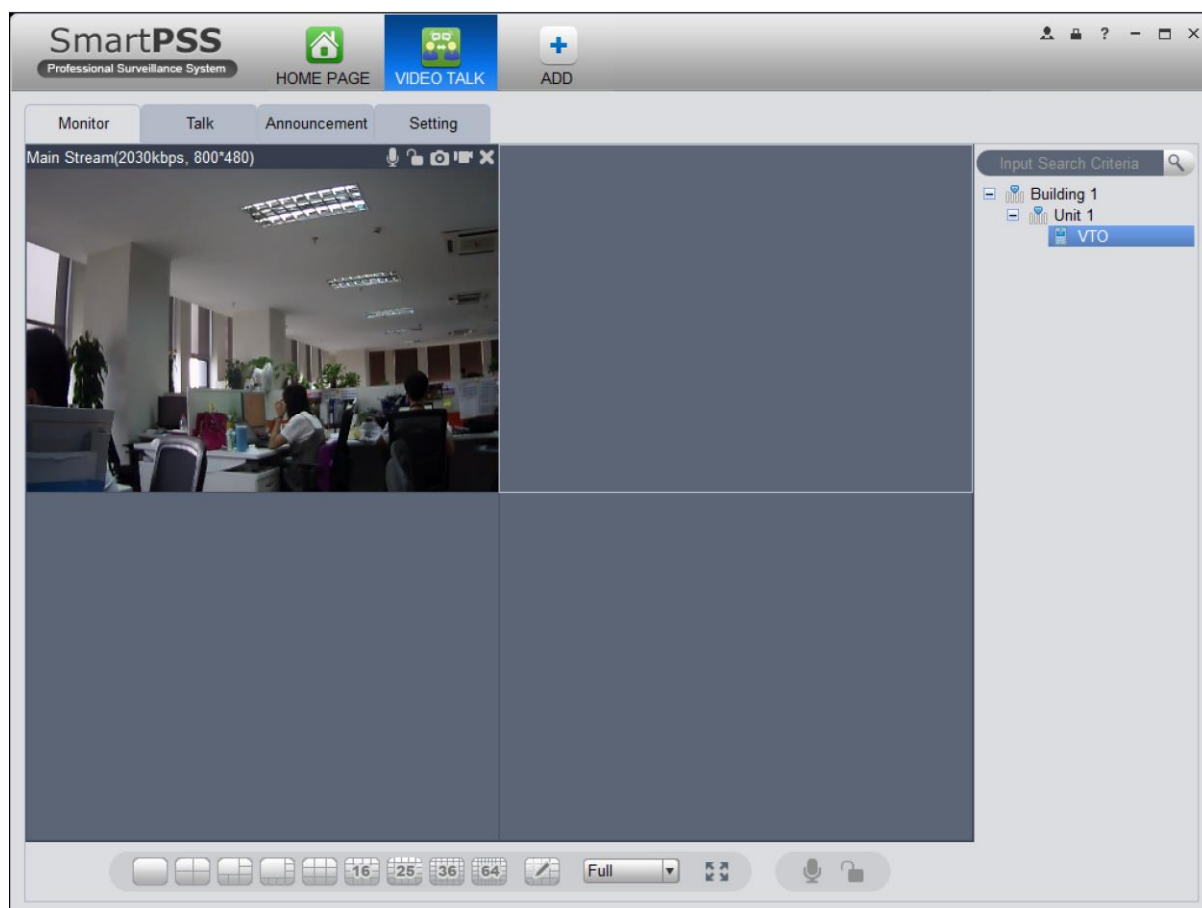 SmartPSS
Professional Surveillance System
HOME PAGE
VIDEO TALK
ADD
?
Monitor
Talk
Announcement
Setting
Main Stream(2030kbps, 800*480)
Input Search Criteria
Building 1
Unit 1
VTO
16
25
36
64
Full